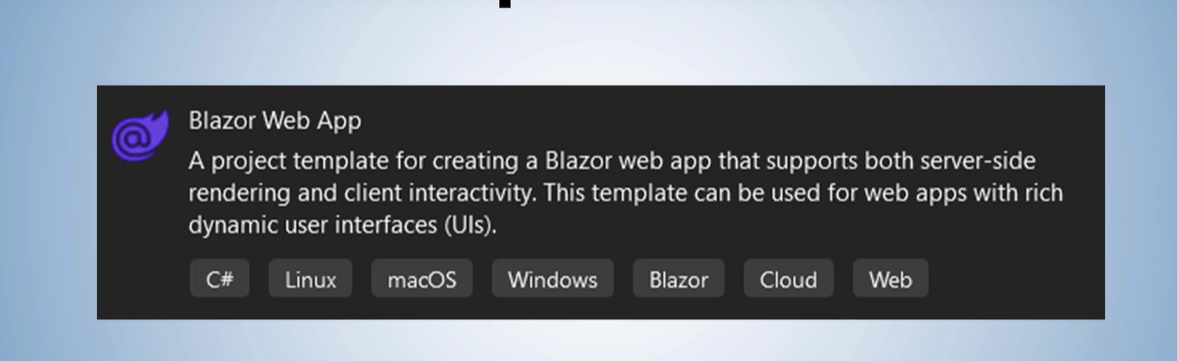 Blazor Web App
A project template for creating a Blazor web app that supports both server-side
rendering and client interactivity. This template can be used for web apps with rich
dynamic user interfaces (UIs).
C# Linux macOS Windows Blazor Cloud Web